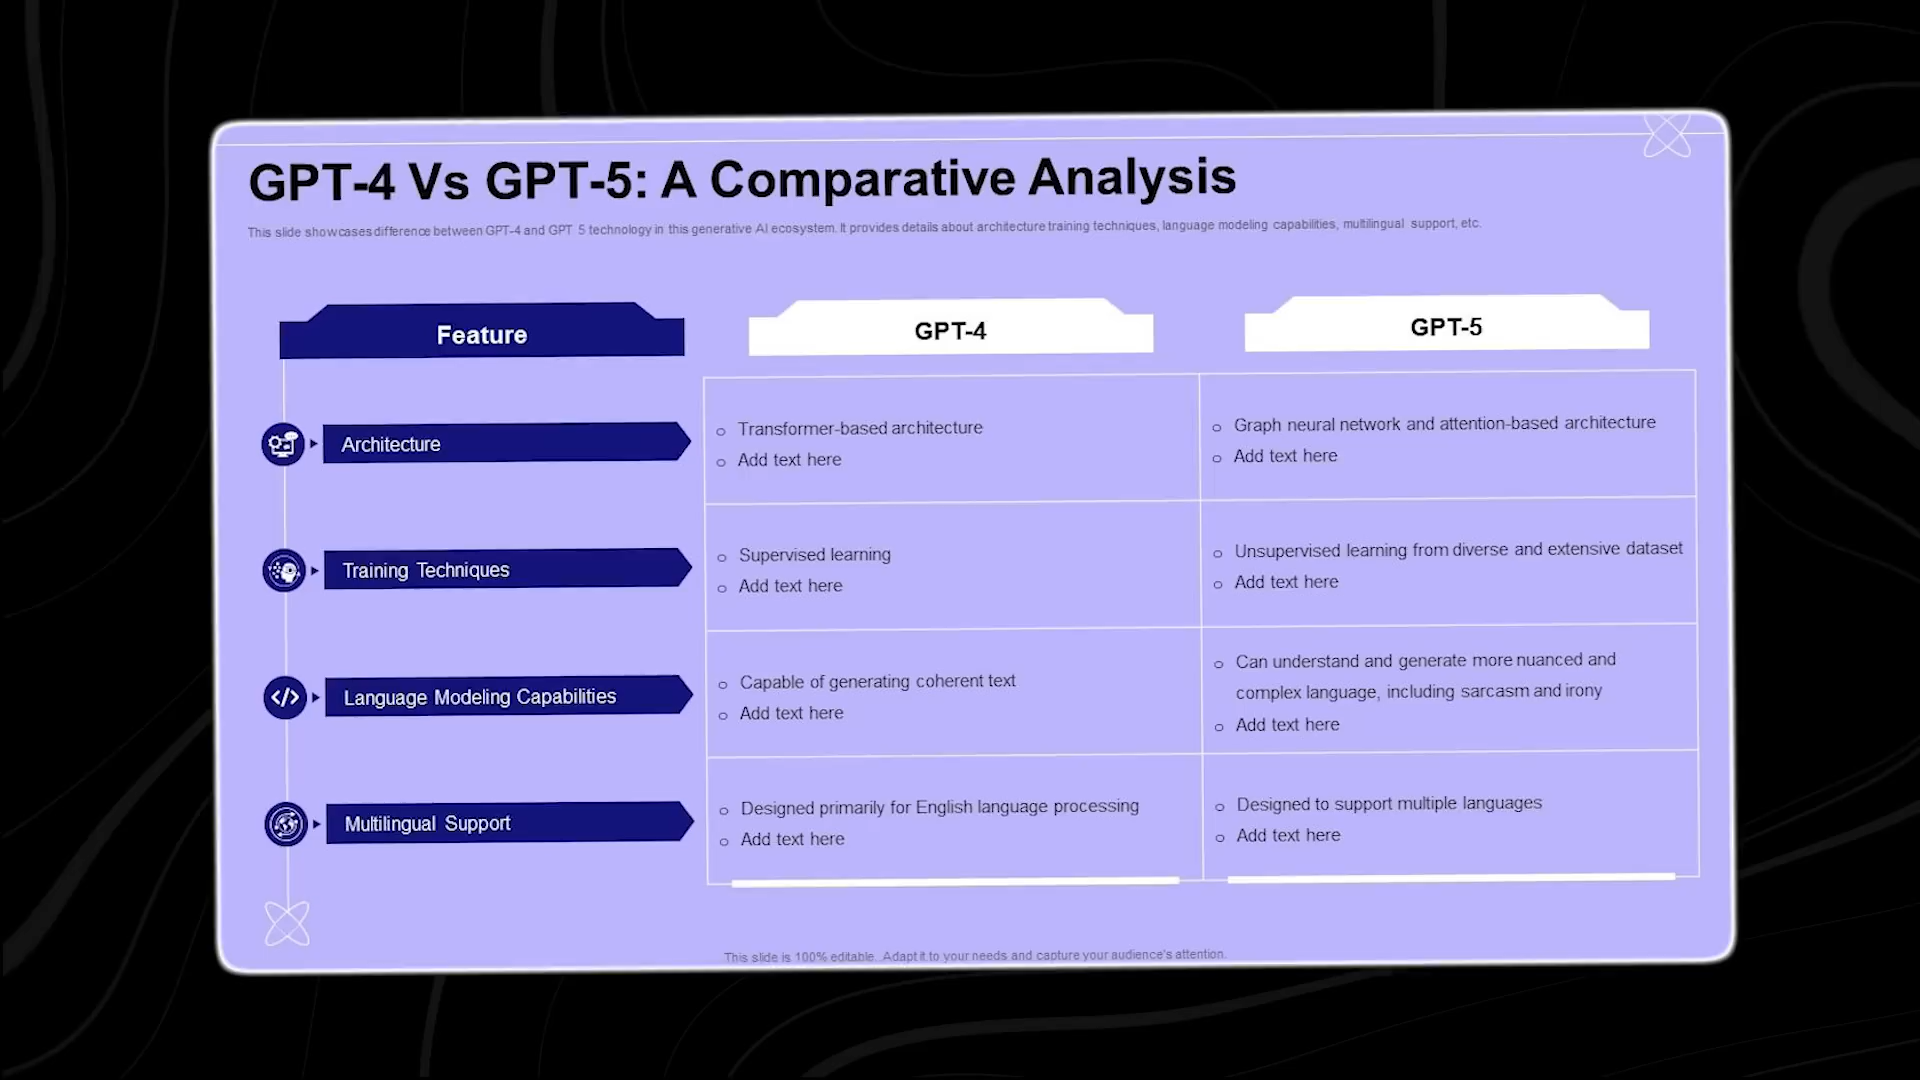 GPT-4 Vs GPT-5: A Comparative Analysis
This slide showcases difference between GPT-4 and GPT 5 technology in this generative AI ecosystem. It provides details about architecture training techniques, language modeling capabilities, multilingual support, etc.
Feature
GPT-4
GPT-5
Architecture
Transformer-based architecture
Add text here
Graph neural network and attention-based architecture
Add text here
Training Techniques
Supervised learning
Add text here
Unsupervised learning from diverse and extensive dataset
Add text here
Language Modeling Capabilities
Capable of generating coherent text
Add text here
Can understand and generate more nuanced and
complex language, including sarcasm and irony
Add text here
Multilingual Support
Designed primarily for English language processing
Add text here
Designed to support multiple languages
Add text here
This slide is 100% editable. Adapt it to your needs and capture your audience's attention.